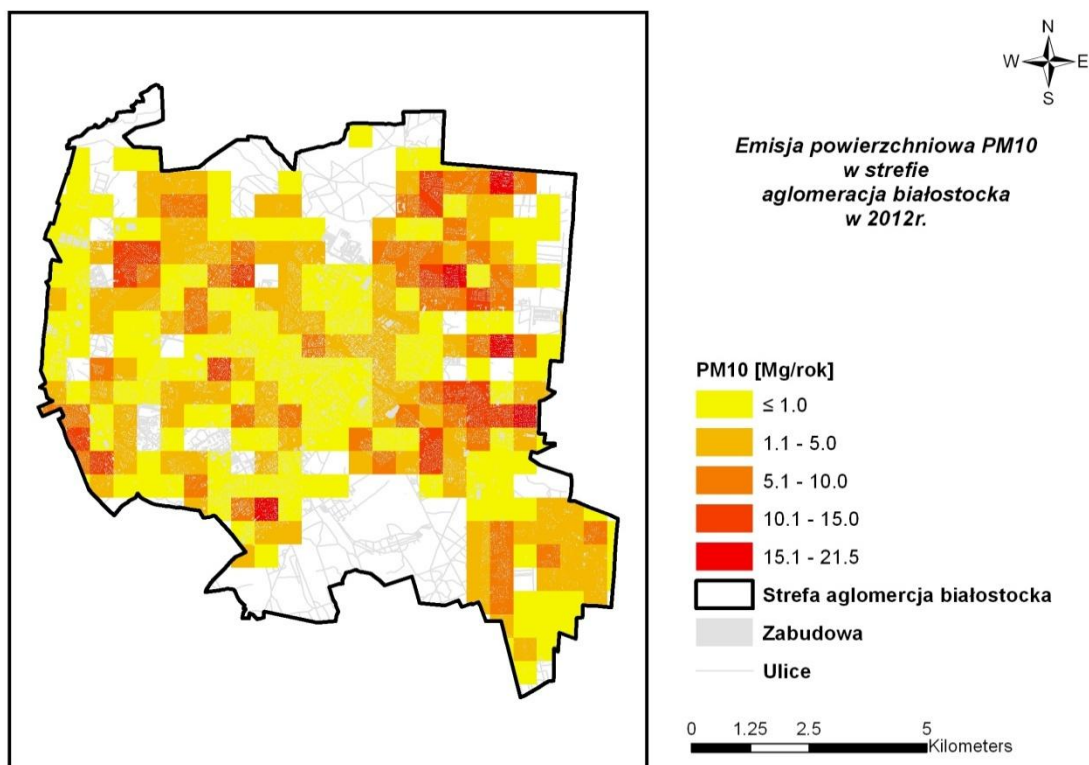 N
W E
S
Emisja powierzchniowa PM10
w strefie
aglomeracja białostocka
w 2012r.
PM10 [Mg/rok]
≤ 1.0
1.1 - 5.0
5.1 - 10.0
10.1 - 15.0
15.1 - 21.5
Strefa aglomercja białostocka
Zabudowa
Ulice
0 1.25 2.5 5
Kilometers